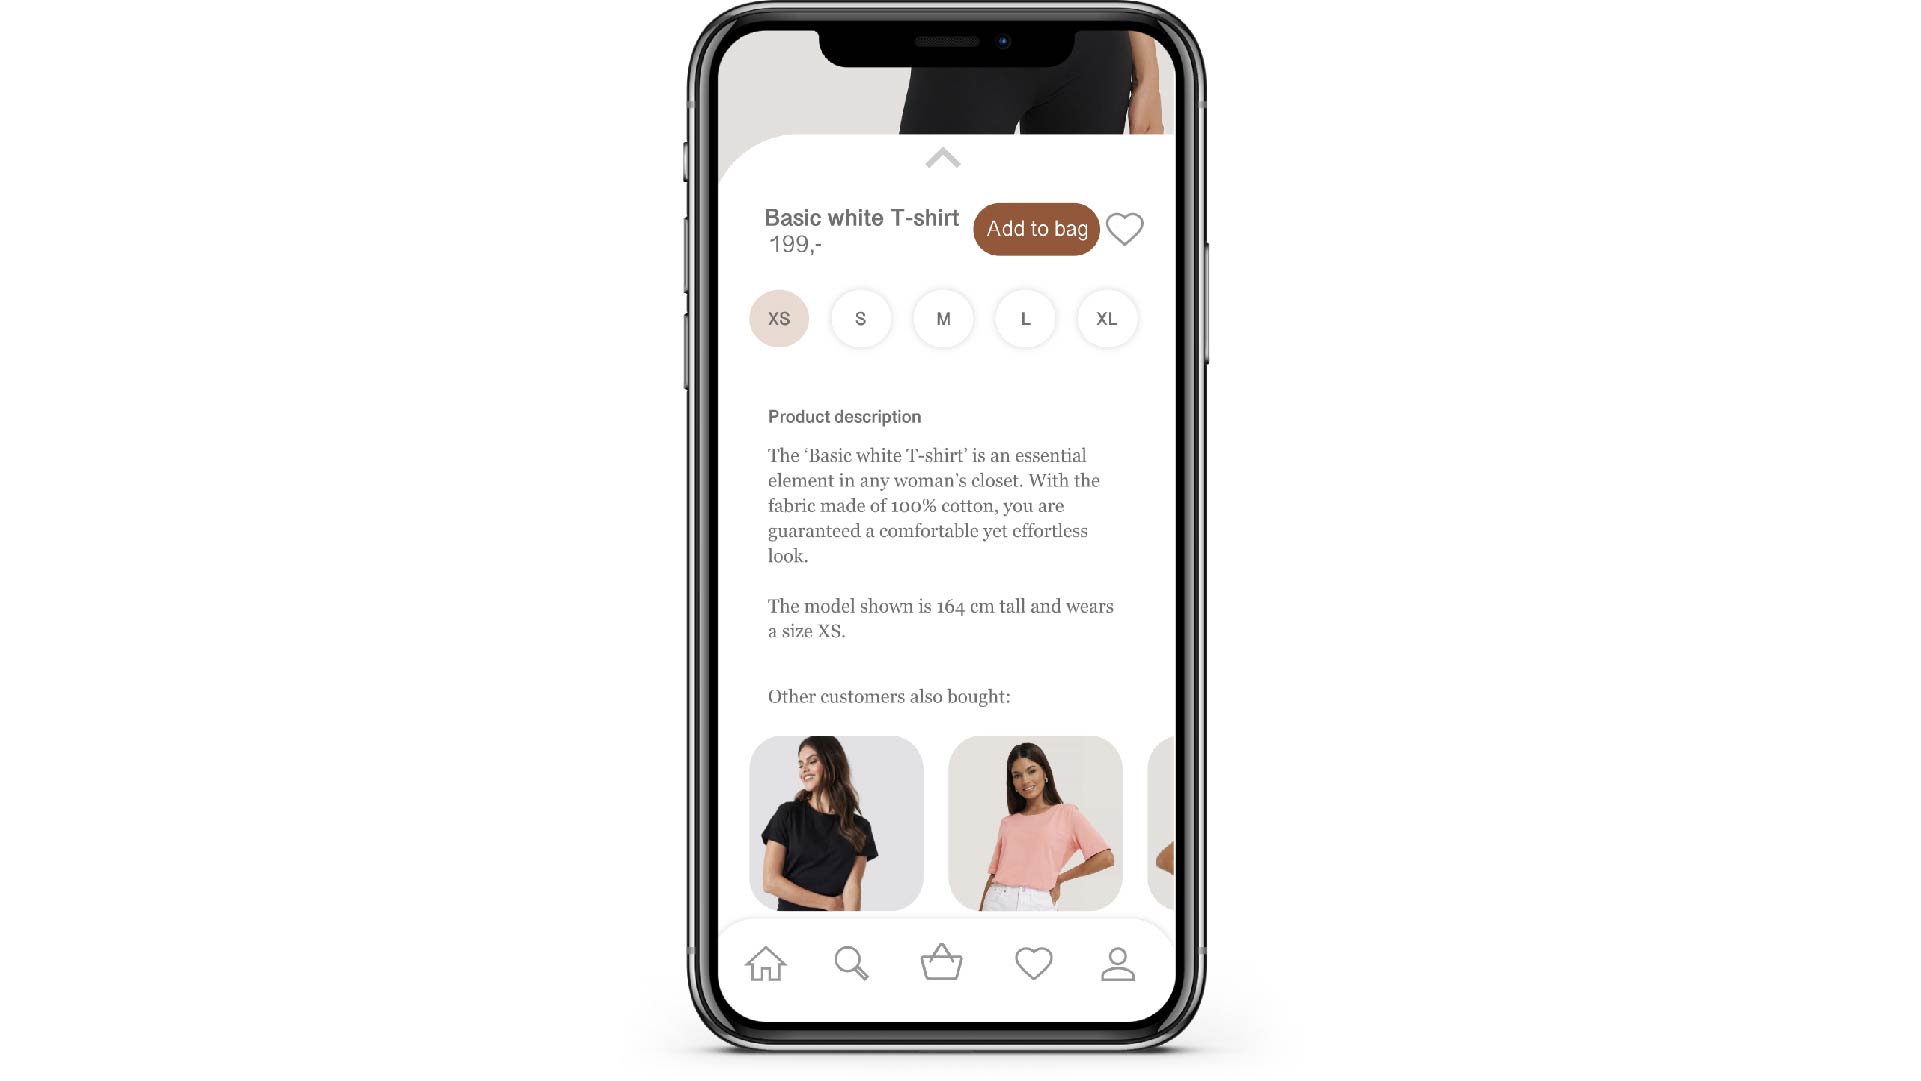 Basic white T-shirt
199,-
Add to bag
XS
S
M
L
XL
Product description
The ‘Basic white T-shirt’ is an essential
element in any woman’s closet. With the
fabric made of 100% cotton, you are
guaranteed a comfortable yet effortless
look.
The model shown is 164 cm tall and wears
a size XS.
Other customers also bought: